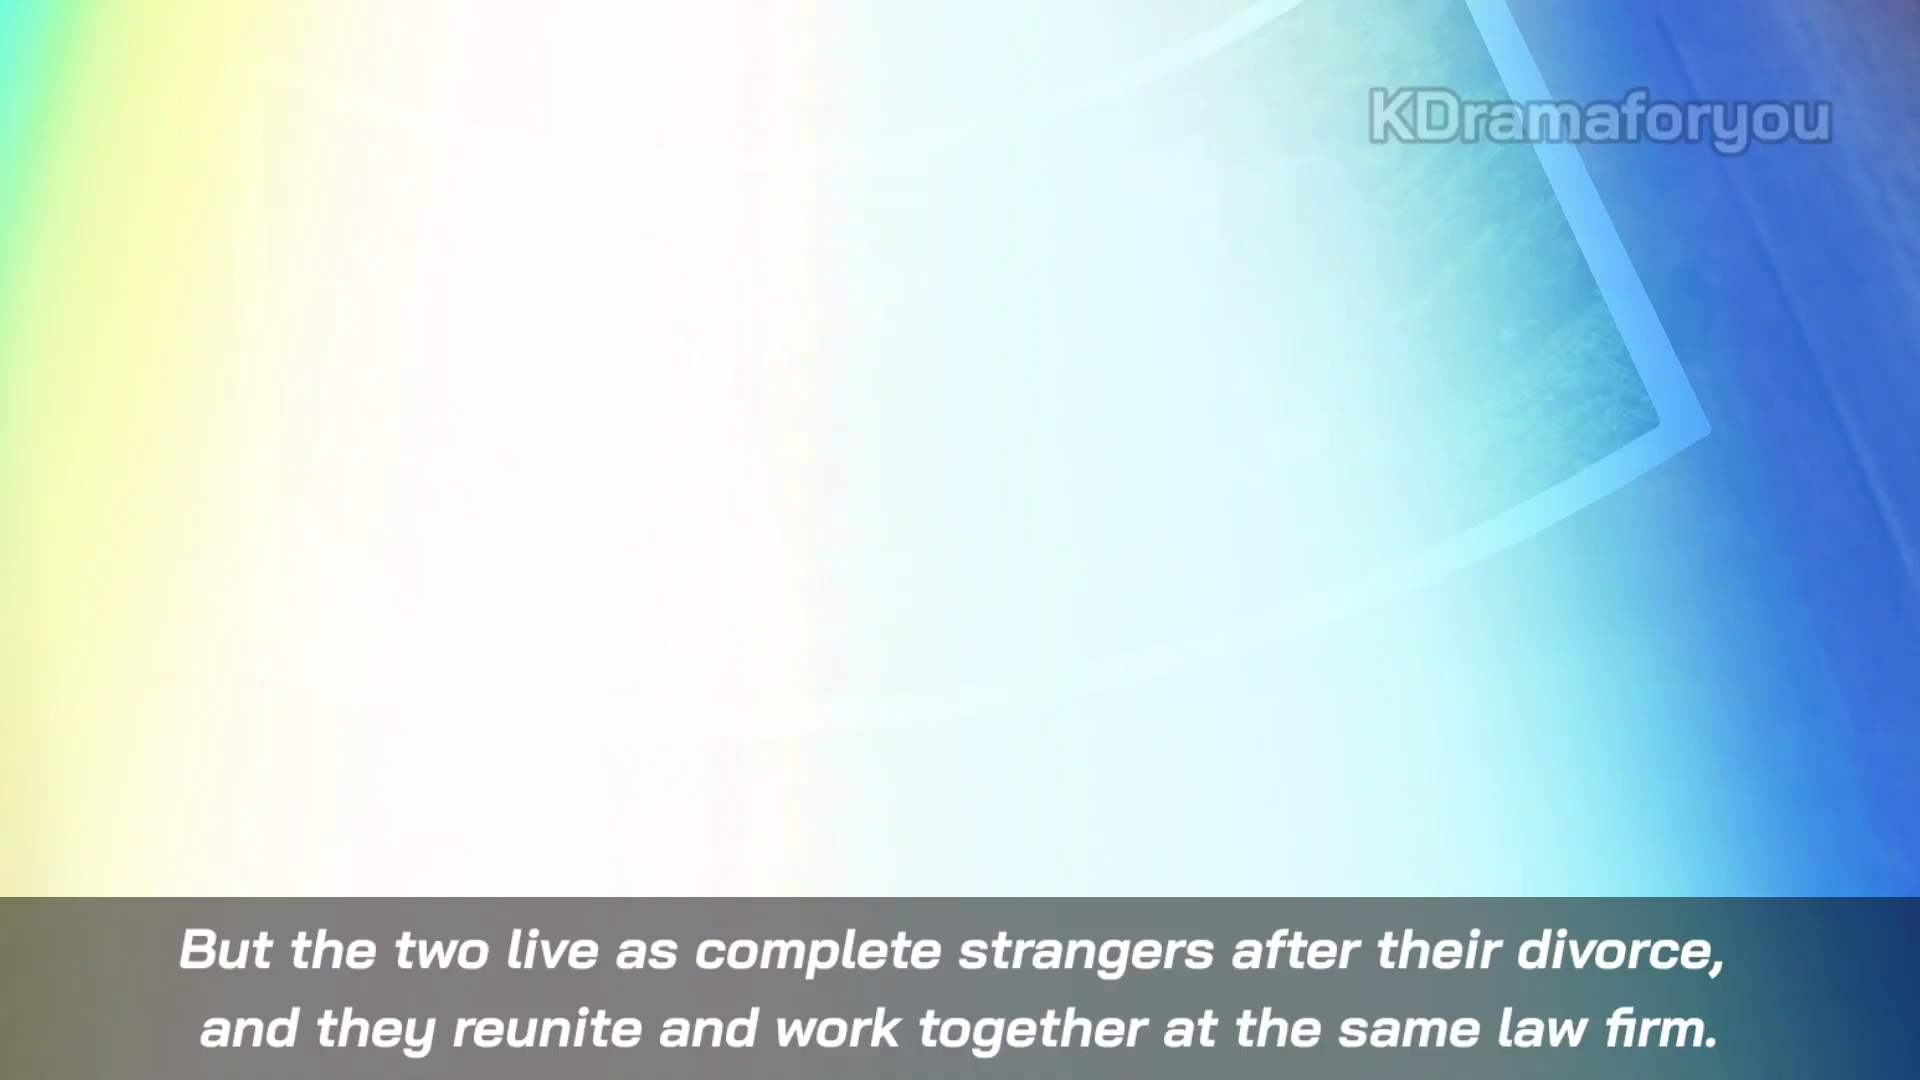 KDramaforyou
But the two live as complete strangers after their divorce,
and they reunite and work together at the same law firm.